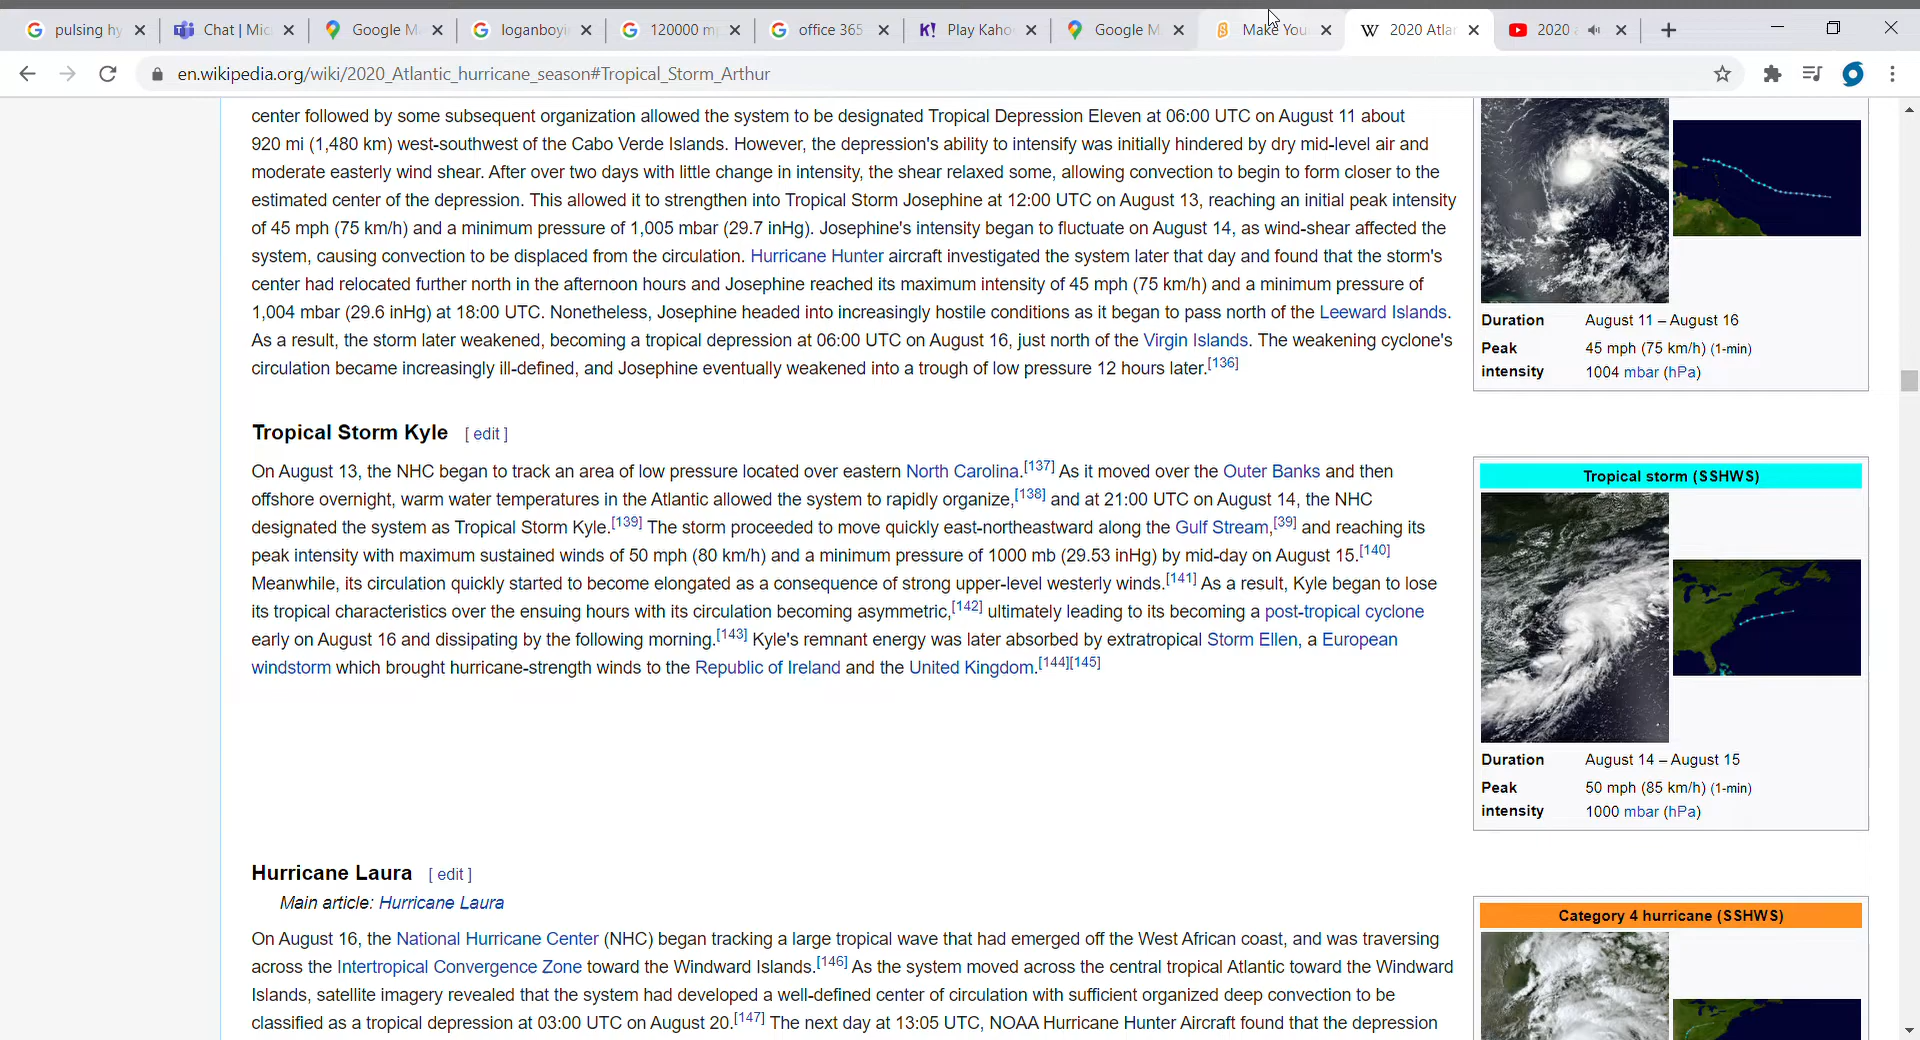 pulsing hy
Chat | Mic
Google M
loganboyi
120000 m
office 365
K! Play Kaho
Google M
Make You
W 2020 Atla
2020
en.wikipedia.org/wiki/2020_Atlantic_hurricane_season#Tropical_Storm_Arthur
center followed by some subsequent organization allowed the system to be designated Tropical Depression Eleven at 06:00 UTC on August 11 about
920 mi (1,480 km) west-southwest of the Cabo Verde Islands. However, the depression's ability to intensify was initially hindered by dry mid-level air and
moderate easterly wind shear. After over two days with little change in intensity, the shear relaxed some, allowing convection to begin to form closer to the
estimated center of the depression. This allowed it to strengthen into Tropical Storm Josephine at 12:00 UTC on August 13, reaching an initial peak intensity
of 45 mph (75 km/h) and a minimum pressure of 1,005 mbar (29.7 inHg). Josephine's intensity began to fluctuate on August 14, as wind-shear affected the
system, causing convection to be displaced from the circulation. Hurricane Hunter aircraft investigated the system later that day and found that the storm's
center had relocated further north in the afternoon hours and Josephine reached its maximum intensity of 45 mph (75 km/h) and a minimum pressure of
1,004 mbar (29.6 inHg) at 18:00 UTC. Nonetheless, Josephine headed into increasingly hostile conditions as it began to pass north of the Leeward Islands.
As a result, the storm later weakened, becoming a tropical depression at 06:00 UTC on August 16, just north of the Virgin Islands. The weakening cyclone's
circulation became increasingly ill-defined, and Josephine eventually weakened into a trough of low pressure 12 hours later.[136]
Duration August 11 – August 16
Peak 45 mph (75 km/h) (1-min)
intensity 1004 mbar (hPa)
Tropical Storm Kyle [ edit ]
On August 13, the NHC began to track an area of low pressure located over eastern North Carolina.[137] As it moved over the Outer Banks and then
offshore overnight, warm water temperatures in the Atlantic allowed the system to rapidly organize,[138] and at 21:00 UTC on August 14, the NHC
designated the system as Tropical Storm Kyle.[139] The storm proceeded to move quickly east-northeastward along the Gulf Stream,[39] and reaching its
peak intensity with maximum sustained winds of 50 mph (80 km/h) and a minimum pressure of 1000 mb (29.53 inHg) by mid-day on August 15.[140]
Meanwhile, its circulation quickly started to become elongated as a consequence of strong upper-level westerly winds.[141] As a result, Kyle began to lose
its tropical characteristics over the ensuing hours with its circulation becoming asymmetric,[142] ultimately leading to its becoming a post-tropical cyclone
early on August 16 and dissipating by the following morning.[143] Kyle's remnant energy was later absorbed by extratropical Storm Ellen, a European
windstorm which brought hurricane-strength winds to the Republic of Ireland and the United Kingdom.[144][145]
Tropical storm (SSHWS)
Duration August 14 – August 15
Peak 50 mph (85 km/h) (1-min)
intensity 1000 mbar (hPa)
Hurricane Laura [ edit ]
Main article: Hurricane Laura
On August 16, the National Hurricane Center (NHC) began tracking a large tropical wave that had emerged off the West African coast, and was traversing
across the Intertropical Convergence Zone toward the Windward Islands.[146] As the system moved across the central tropical Atlantic toward the Windward
Islands, satellite imagery revealed that the system had developed a well-defined center of circulation with sufficient organized deep convection to be
classified as a tropical depression at 03:00 UTC on August 20.[147] The next day at 13:05 UTC, NOAA Hurricane Hunter Aircraft found that the depression
Category 4 hurricane (SSHWS)